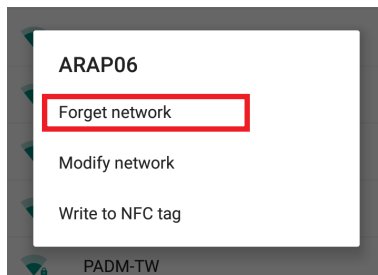 ARAP06
Forget network
Modify network
Write to NFC tag
PADM-TW